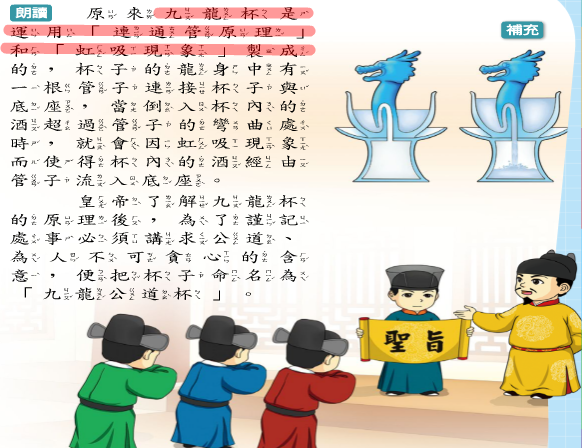 朗讀
原來九龍杯是
運用「連通管原理」
和「虹吸現象」製成
的，杯子的龍身中有
一根管子連接杯子與
底座，當倒入杯內的
酒超過管子的彎曲處
時，就會因虹吸現象
而使得杯內的酒經由
管子流入底座。
皇帝了解九龍杯
的原理後，為了謹記
處事必須講求公道、
為人不可貪心的含
意，便把杯子命名為
「九龍公道杯」。
補充
聖旨